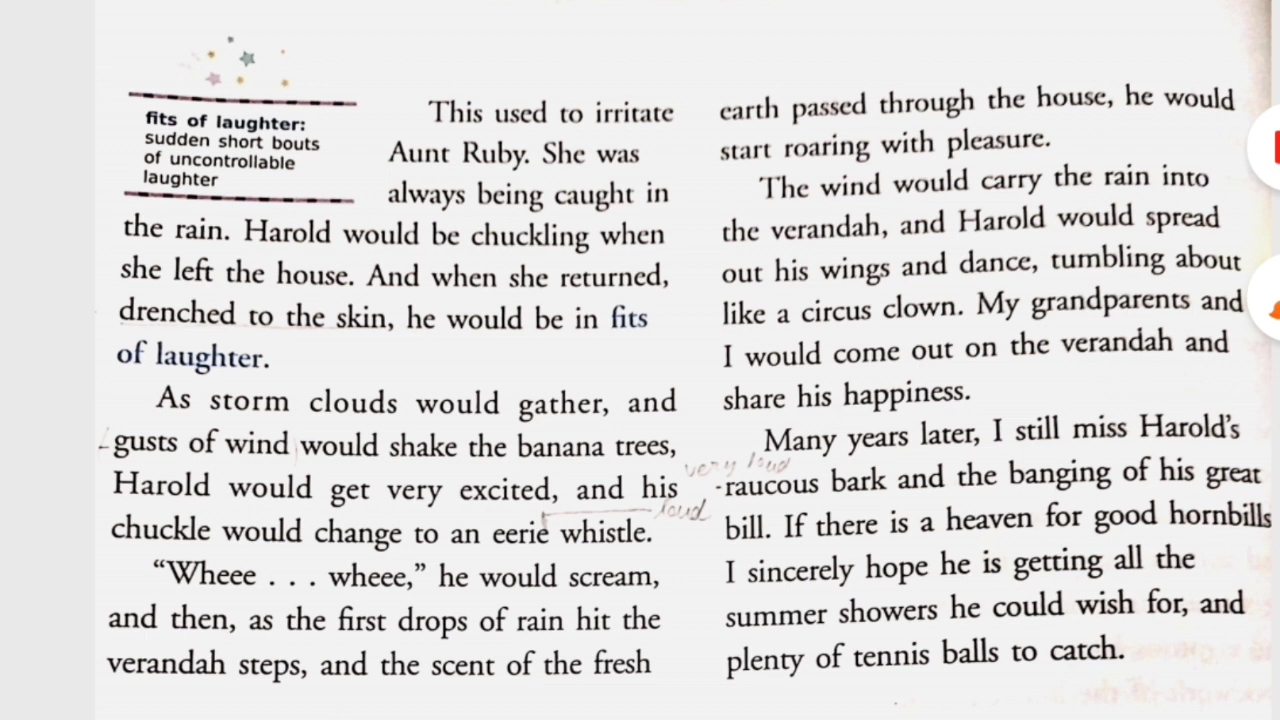 fits of laughter:
sudden short bouts
of uncontrollable
laughter
This used to irritate
Aunt Ruby. She was
always being caught in
the rain. Harold would be chuckling when
she left the house. And when she returned,
drenched to the skin, he would be in fits
of laughter.
As storm clouds would gather, and
gusts of wind would shake the banana trees,
Harold would get very excited, and his
loud
chuckle would change to an eerie whistle.
"Wheee . . . wheee," he would scream,
and then, as the first drops of rain hit the
verandah steps, and the scent of the fresh
earth passed through the house, he would
start roaring with pleasure.
The wind would carry the rain into
the verandah, and Harold would spread
out his wings and dance, tumbling about
like a circus clown. My grandparents and
I would come out on the verandah and
share his happiness.
Many years later, I still miss Harold's
very loud
raucous bark and the banging of his great
bill. If there is a heaven for good hornbills
I sincerely hope he is getting all the
summer showers he could wish for, and
plenty of tennis balls to catch.